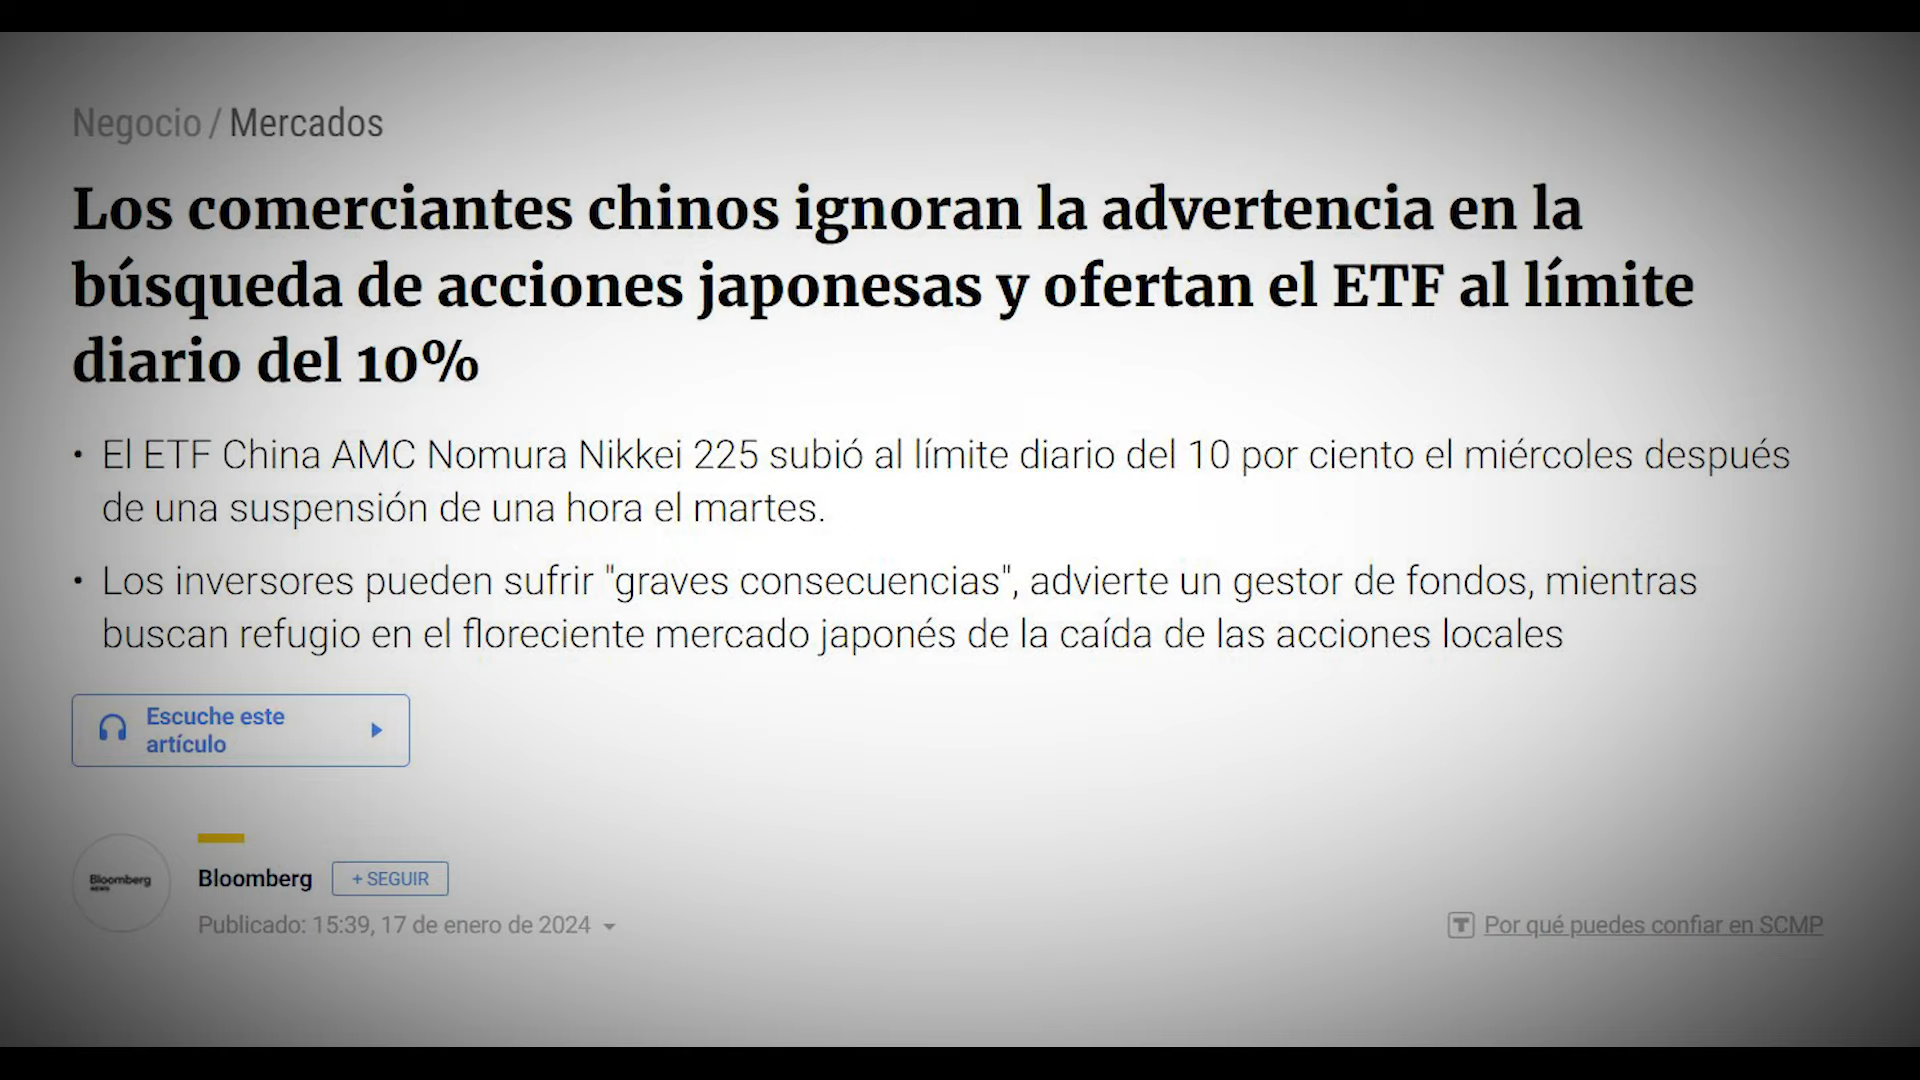 Negocio / Mercados
Los comerciantes chinos ignoran la advertencia en la
búsqueda de acciones japonesas y ofertan el ETF al límite
diario del 10%
• El ETF China AMC Nomura Nikkei 225 subió al límite diario del 10 por ciento el miércoles después
de una suspensión de una hora el martes.
• Los inversores pueden sufrir "graves consecuencias", advierte un gestor de fondos, mientras
buscan refugio en el floreciente mercado japonés de la caída de las acciones locales
Escuche este
artículo
Bloomberg
NEWS
Bloomberg + SEGUIR
Publicado: 15:39, 17 de enero de 2024
T Por qué puedes confiar en SCMP